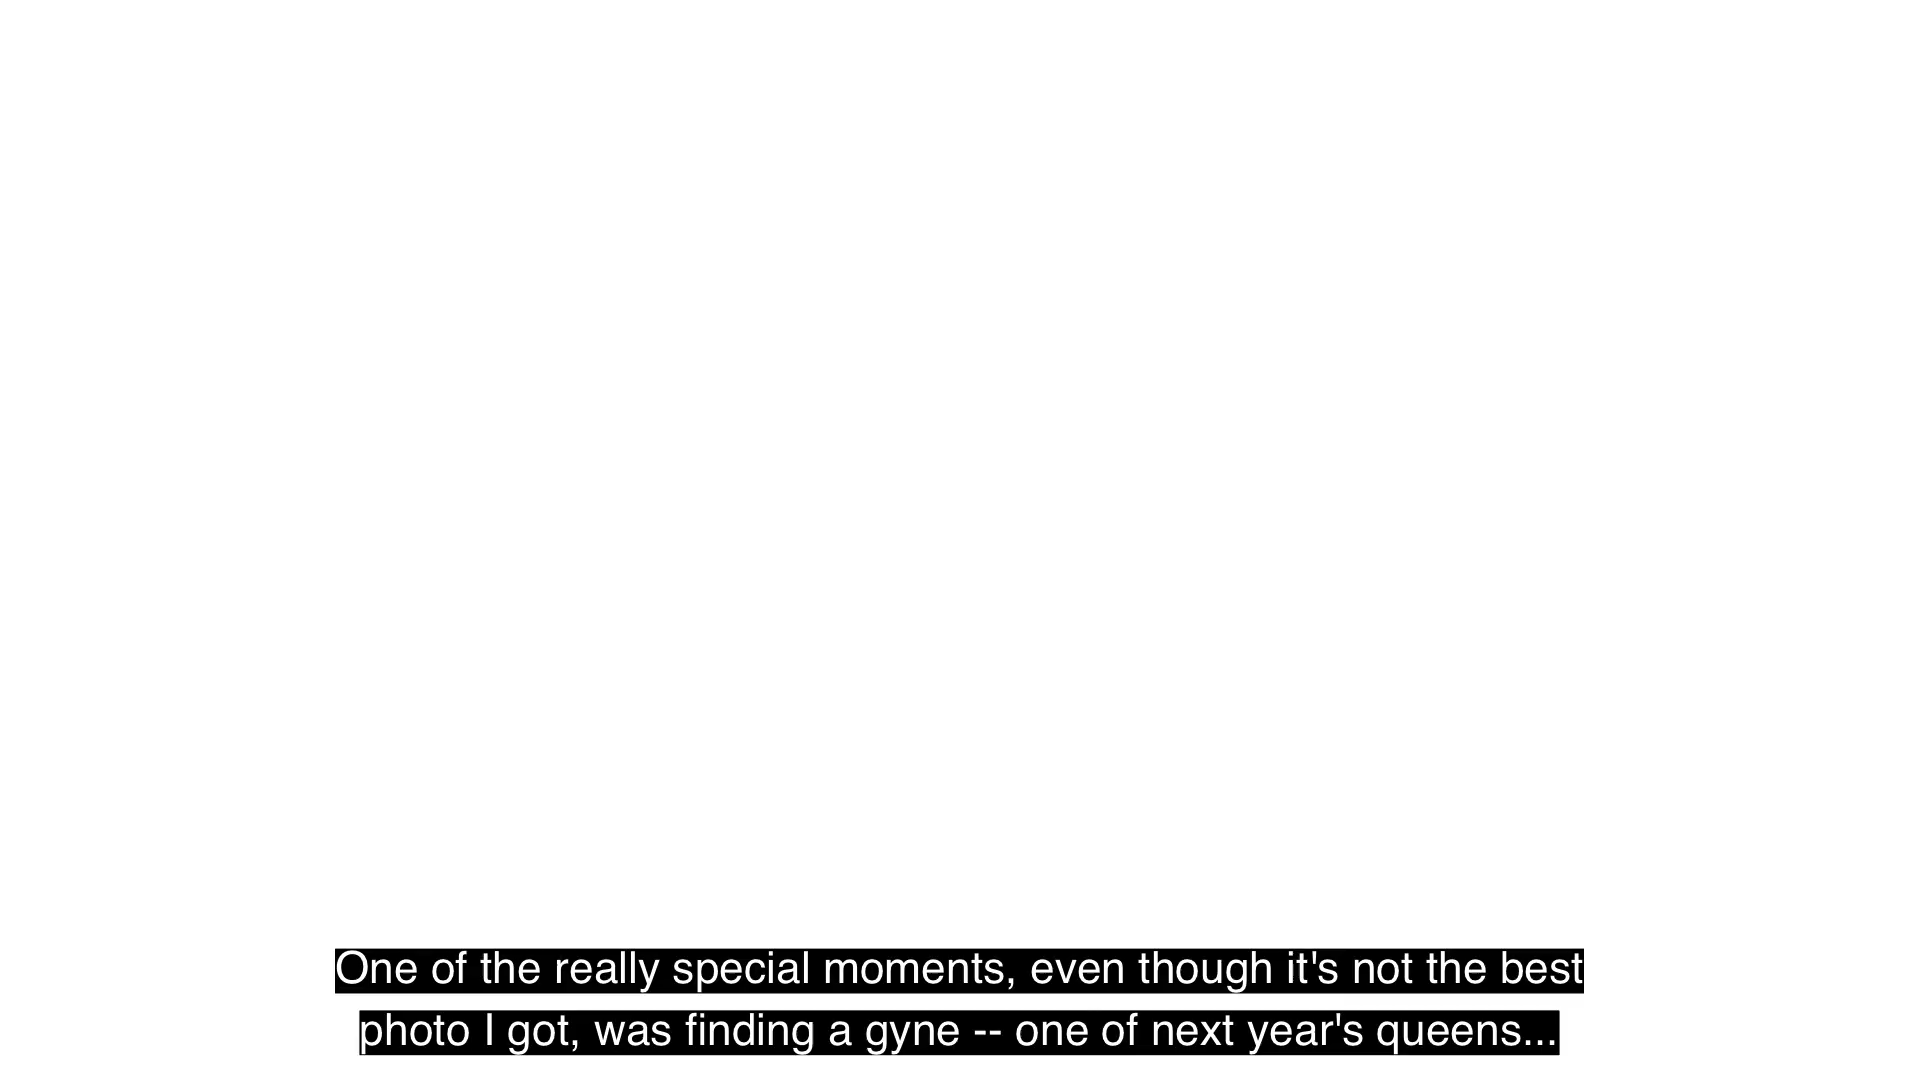 One of the really special moments, even though it's not the best
photo I got, was finding a gyne -- one of next year's queens...